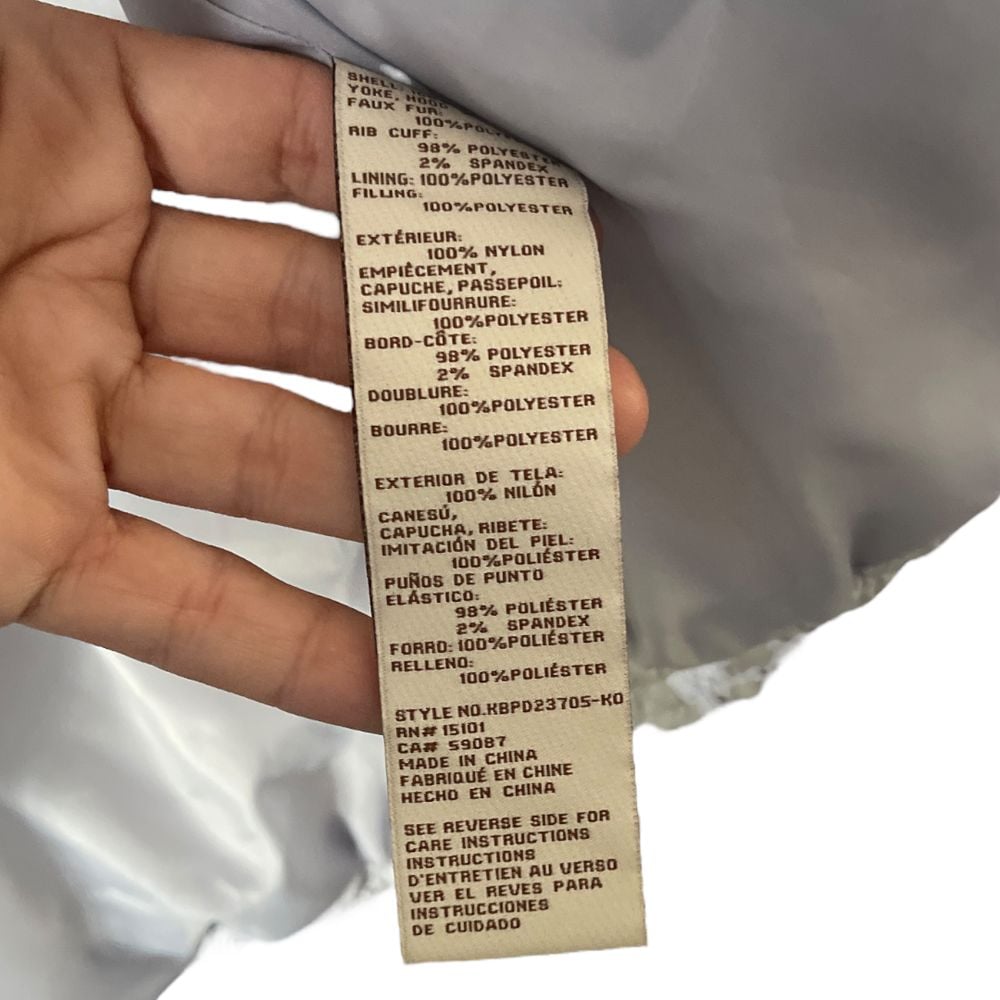 SHELL:
YOKE, HOOD
FAUX FUR:
100%POLY
RIB CUFF:
98% POLYESTER
2% SPANDEX
LINING: 100%POLYESTER
FILLING:
100%POLYESTER
EXTÉRIEUR:
100% NYLON
EMPIÈCEMENT,
CAPUCHE, PASSEPOIL:
SIMILIFOURRURE:
100%POLYESTER
BORD-CÔTE:
98% POLYESTER
2% SPANDEX
DOUBLURE:
100%POLYESTER
BOURRE:
100%POLYESTER
EXTERIOR DE TELA:
100% NILÓN
CANESÚ,
CAPUCHA, RIBETE:
IMITACIÓN DEL PIEL:
100%POLIÉSTER
PUÑOS DE PUNTO
ELÁSTICO:
98% POLIÉSTER
2% SPANDEX
FORRO: 100%POLIÉSTER
RELLENO:
100%POLIÉSTER
STYLE NO.KBPD23705-KO
RN# 15101
CA# 59087
MADE IN CHINA
FABRIQUÉ EN CHINE
HECHO EN CHINA
SEE REVERSE SIDE FOR
CARE INSTRUCTIONS
INSTRUCTIONS
D'ENTRETIEN AU VERSO
VER EL REVES PARA
INSTRUCCIONES
DE CUIDADO